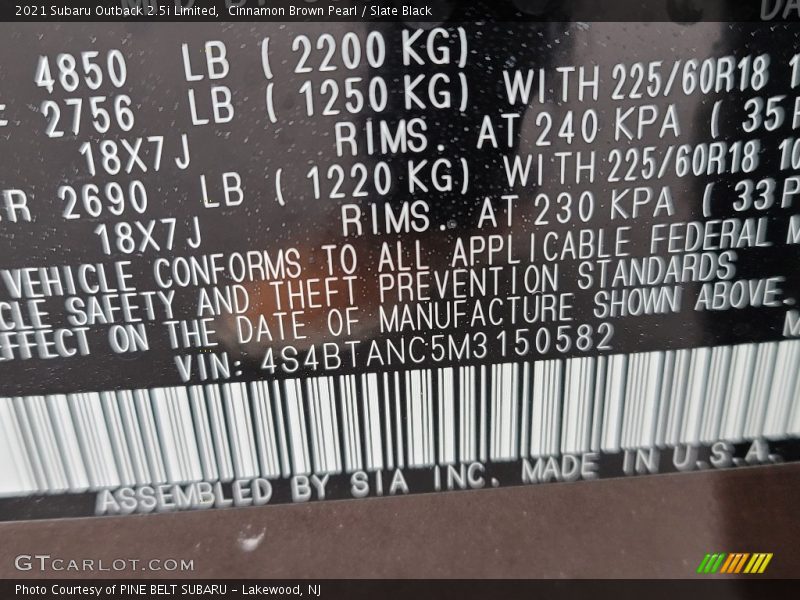 2021 Subaru Outback 2.5i Limited,  Cinnamon Brown Pearl / Slate Black
4850 LB ( 2200 KG)
2756 LB ( 1250 KG) WITH 225/60R18
18X7J RIMS. AT 240 KPA ( 35P
R 2690 LB ( 1220 KG) WITH 225/60R18 10
18X7J RIMS. AT 230 KPA ( 33P
VEHICLE CONFORMS TO ALL APPLICABLE FEDERAL M
CLE SAFETY AND THEFT PREVENTION STANDARDS
EFFECT ON THE DATE OF MANUFACTURE SHOWN ABOVE.
VIN: 4S4BTANC5M3150582
ASSEMBLED BY SIA INC. MADE IN U.S.A.
GTCARLOT.COM
Photo Courtesy of PINE BELT SUBARU - Lakewood, NJ